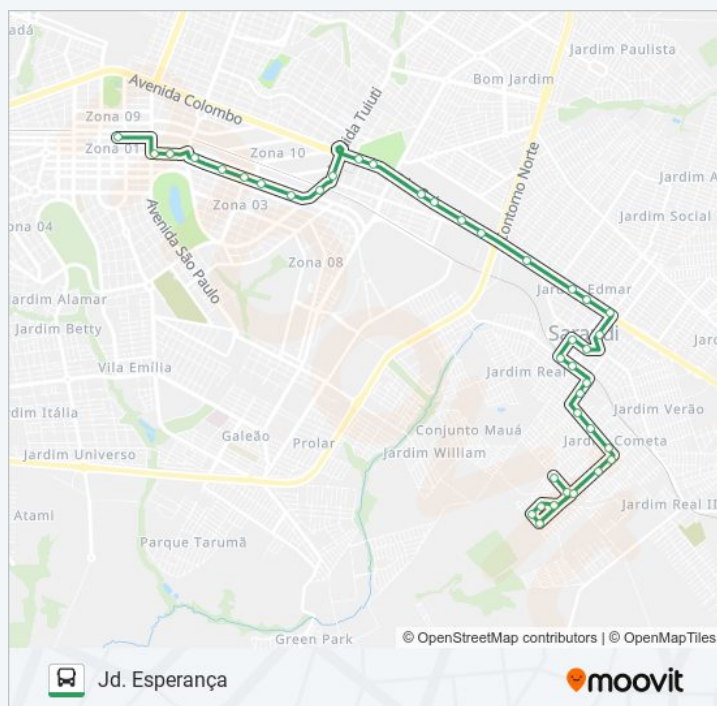 Jardim Paulista
Bom Jardim
Avenida Colombo
Zona 09
Zona 01
Zona 10
Zona 03
Contorno Norte
Jardim Social
Zona 04
Avenida São Paulo
Zona 08
Jardim Edmar
Sarandi
Jardim Alamar
Jardim Betty
Vila Emília
Jardim Real
Jardim Itália
Jardim Verão
Galeão
Prolar
Conjunto Mauá
Jardim Cometa
Jardim Universo
Jardim William
Jardim Real II
Atami
Parque Tarumã
Green Park
© OpenStreetMap contributors | © OpenMapTiles
Jd. Esperança
moovit